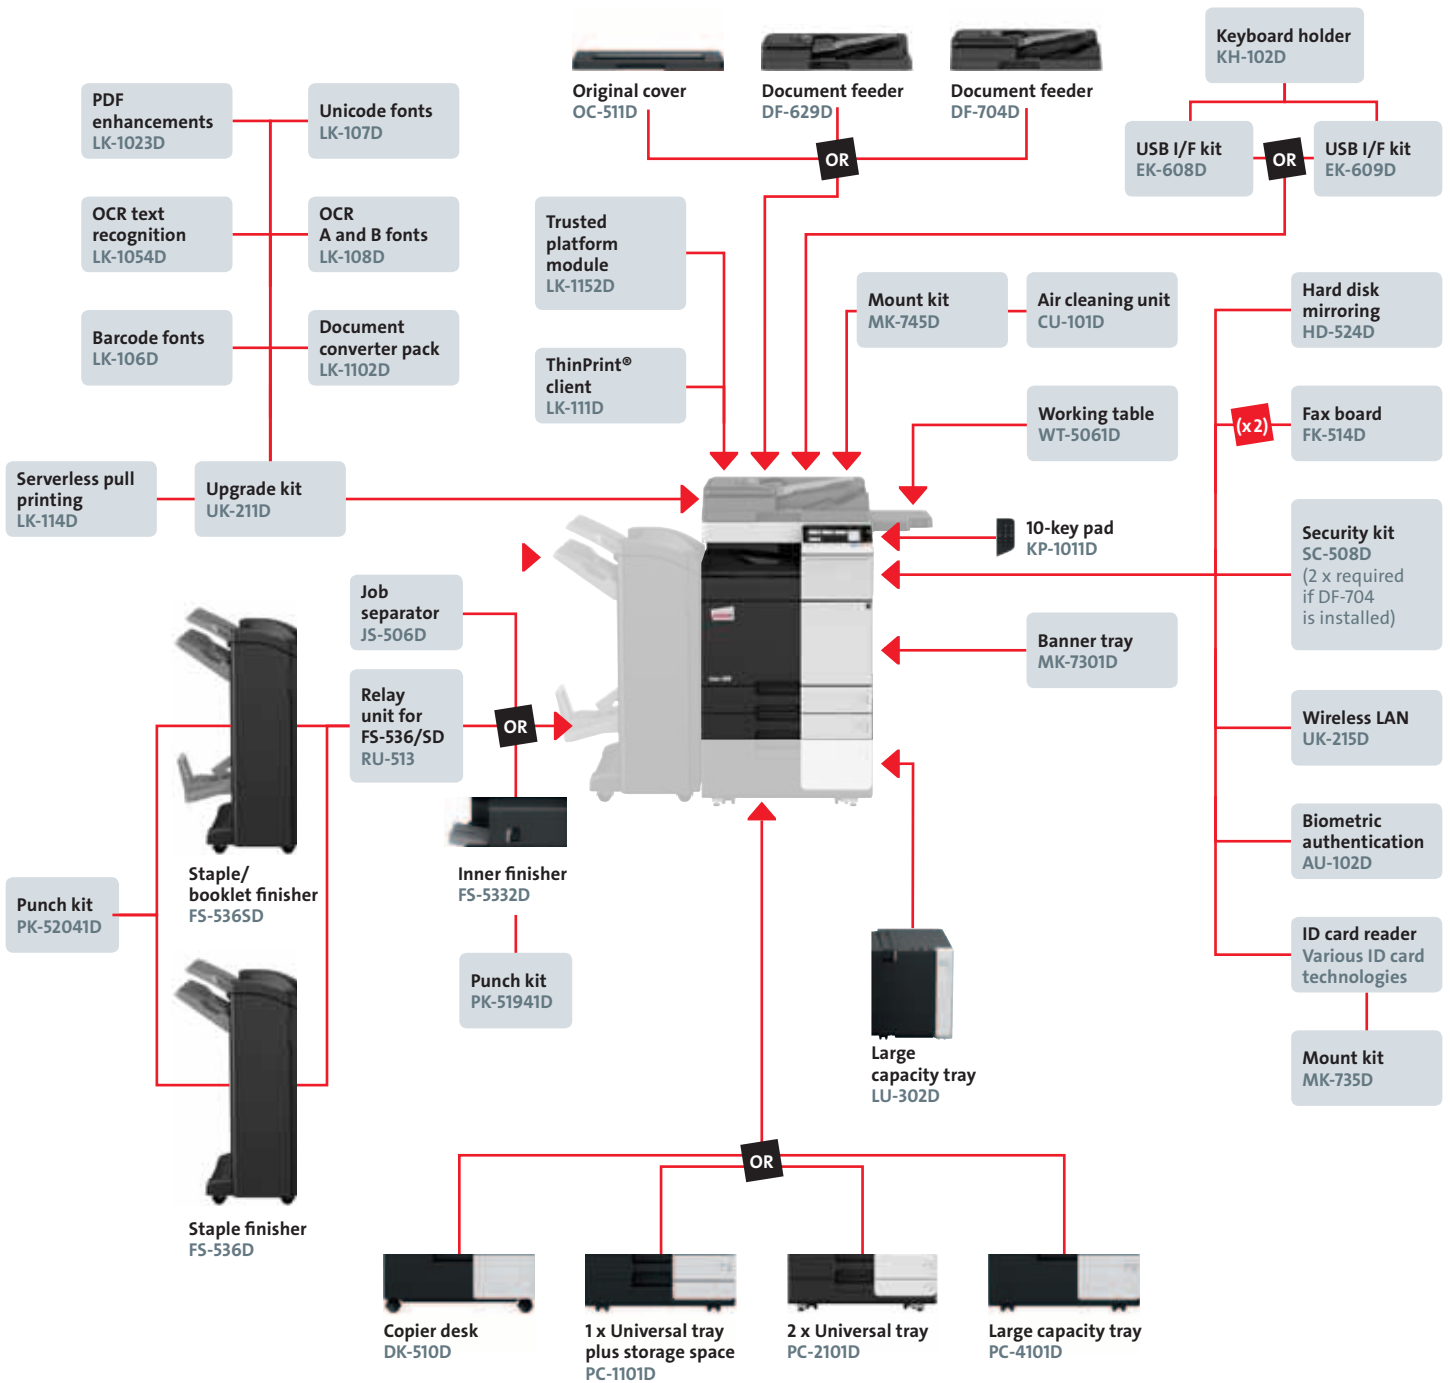 Original cover
OC-511D
Document feeder
DF-629D
Document feeder
DF-704D
OR
Keyboard holder
KH-102D
USB I/F kit
EK-608D
OR
USB I/F kit
EK-609D
PDF
enhancements
LK-1023D
Unicode fonts
LK-107D
OCR text
recognition
LK-1054D
OCR
A and B fonts
LK-108D
Barcode fonts
LK-106D
Document
converter pack
LK-1102D
Serverless pull
printing
LK-114D
Upgrade kit
UK-211D
Trusted
platform
module
LK-1152D
ThinPrint®
client
LK-111D
Mount kit
MK-745D
Air cleaning unit
CU-101D
Working table
WT-5061D
10-key pad
KP-1011D
Banner tray
MK-7301D
Hard disk
mirroring
HD-524D
(x2)
Fax board
FK-514D
Security kit
SC-508D
(2 x required
if DF-704
is installed)
Wireless LAN
UK-215D
Biometric
authentication
AU-102D
ID card reader
Various ID card
technologies
Mount kit
MK-735D
Job
separator
JS-506D
Relay
unit for
FS-536/SD
RU-513
OR
Inner finisher
FS-5332D
Punch kit
PK-51941D
Staple/
booklet finisher
FS-536SD
Punch kit
PK-52041D
Staple finisher
FS-536D
Large
capacity tray
LU-302D
OR
Copier desk
DK-510D
1 x Universal tray
plus storage space
PC-1101D
2 x Universal tray
PC-2101D
Large capacity tray
PC-4101D